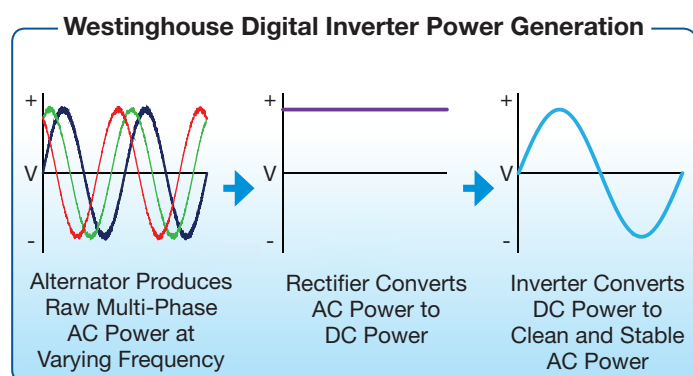 Westinghouse Digital Inverter Power Generation
+
V
-
Alternator Produces
Raw Multi-Phase
AC Power at
Varying Frequency
+
V
-
Rectifier Converts
AC Power to
DC Power
+
V
-
Inverter Converts
DC Power to
Clean and Stable
AC Power